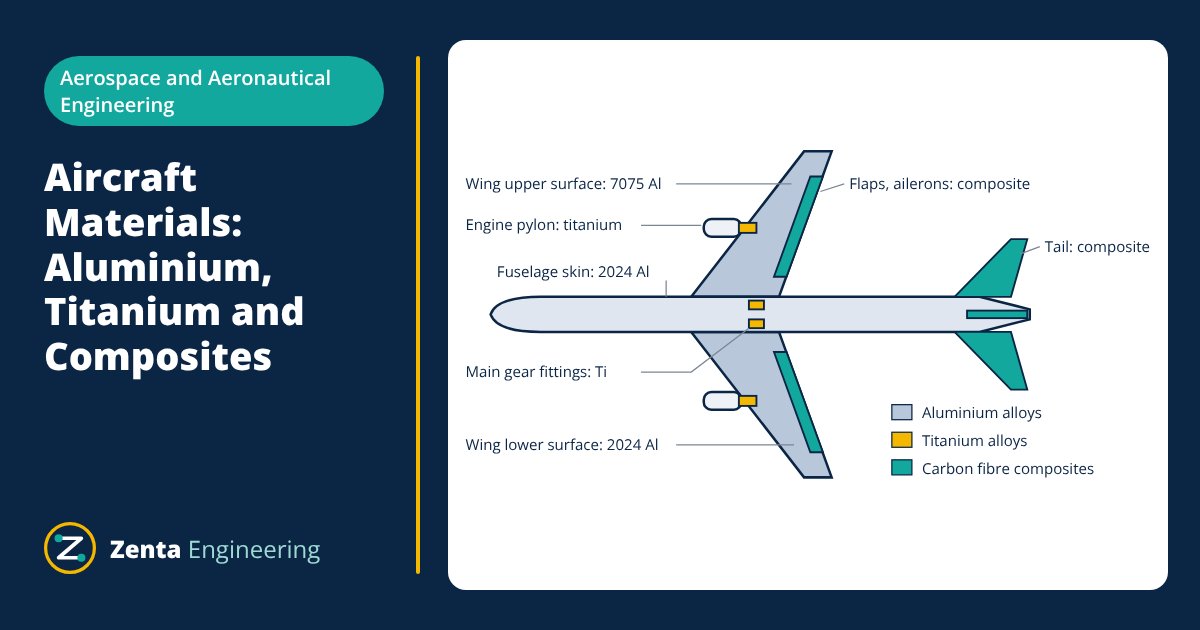 Aerospace and Aeronautical
Engineering
Aircraft
Materials:
Aluminium,
Titanium and
Composites
Zenta Engineering
Wing upper surface: 7075 Al
Flaps, ailerons: composite
Engine pylon: titanium
Tail: composite
Fuselage skin: 2024 Al
Main gear fittings: Ti
Wing lower surface: 2024 Al
Aluminium alloys
Titanium alloys
Carbon fibre composites